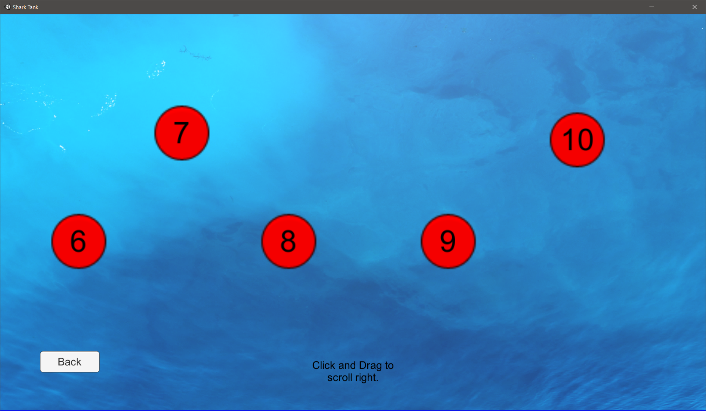 Shark Tank
7
10
6
8
9
Back
Click and Drag to
scroll right.